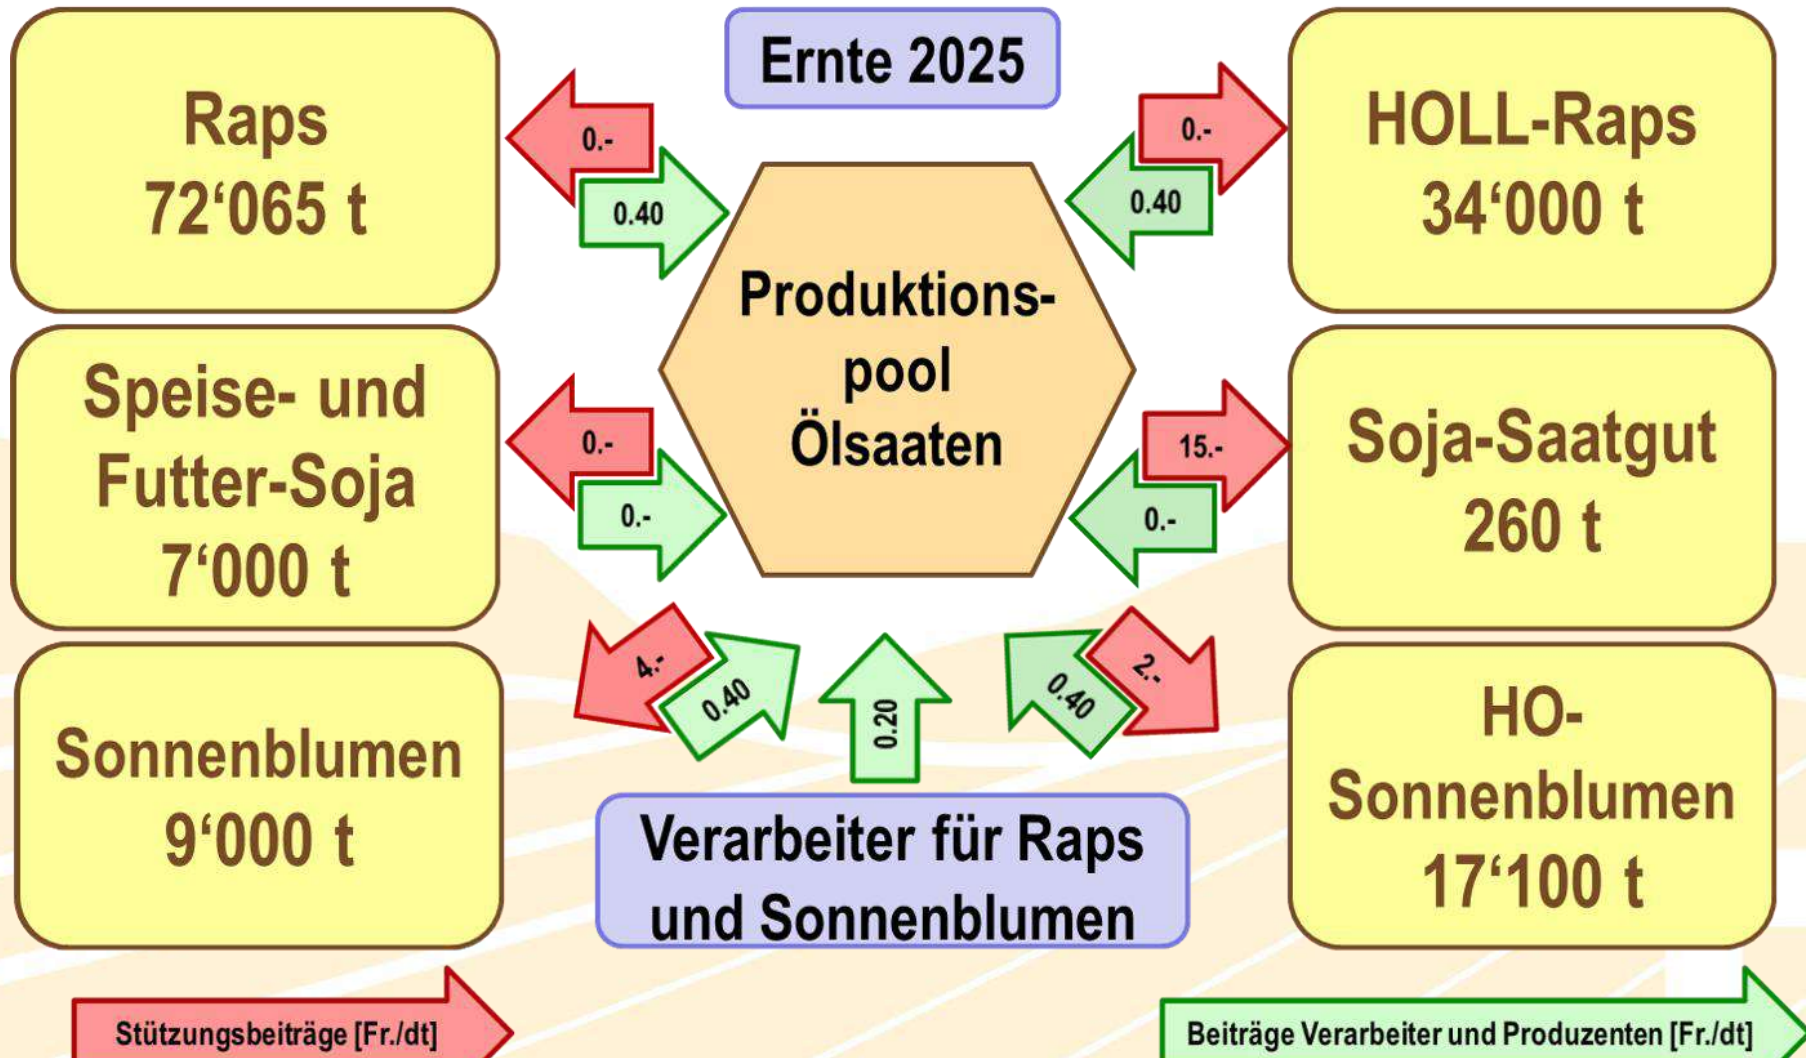 Ernte 2025
Raps
72‘065 t
0.-
0.40
HOLL-Raps
34‘000 t
0.-
0.40
Produktions-
pool
Ölsaaten
Speise- und
Futter-Soja
7‘000 t
0.-
0.-
Soja-Saatgut
260 t
15.-
0.-
Sonnenblumen
9‘000 t
4.-
0.40
0.20
0.40
2.-
HO-
Sonnenblumen
17‘100 t
Verarbeiter für Raps
und Sonnenblumen
Stützungsbeiträge [Fr./dt]
Beiträge Verarbeiter und Produzenten [Fr./dt]